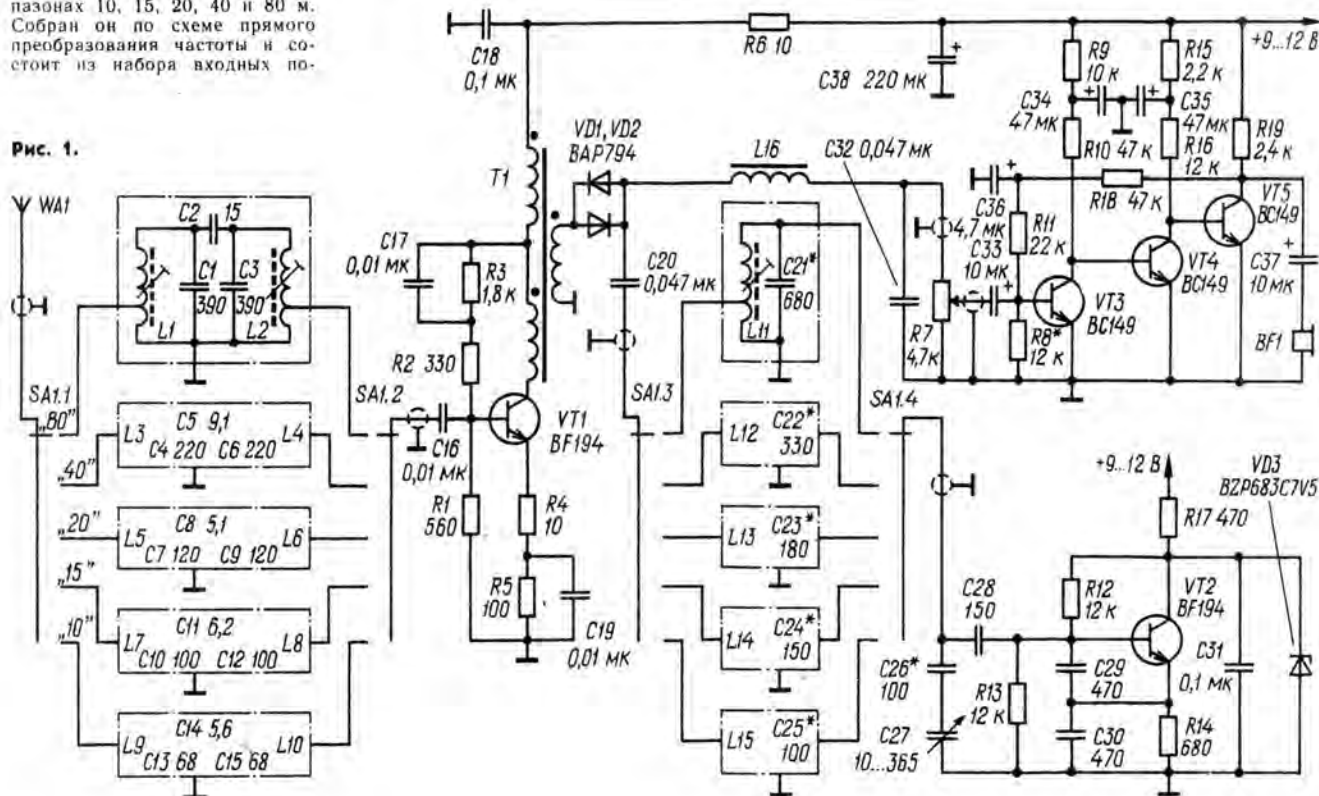 пазонах 10, 15, 20, 40 и 80 м.
Собран он по схеме прямого
преобразования частоты и со-
стоит из набора входных по-
Рис. 1.
WA1
C2 15
C1
390
C3
390
L1
L2
SA1.1
„80”
SA1.2
„40”
L3
C5 9,1
C4 220 C6 220
L4
„20”
L5
C8 5,1
C7 120 C9 120
L6
„15”
L7
C11 6,2
C10 100 C12 100
L8
„10”
L9
C14 5,6
C13 68 C15 68
L10
C18
0,1 мк
R6 10
C38 220 мк
+9...12 В
T1
VD1, VD2
BAP794
C17
0,01 мк
R3
1,8 к
R2 330
C16
0,01 мк
VT1
BF194
R1
560
R4
10
R5
100
C19
0,01 мк
C20
0,047 мк
SA1.3
L16
C32 0,047 мк
C21*
680
L11
L12
C22*
330
L13
C23*
180
L14
C24*
150
L15
C25*
100
SA1.4
R7
4,7 к
C36
4,7 мк
C33
10 мк
R11
22 к
R8*
12 к
R9
10 к
C34
47 мк
R10 47 к
R15
2,2 к
C35
47 мк
R16
12 к
R18 47 к
R19
2,4 к
VT3
BC149
VT4
BC149
VT5
BC149
C37
10 мк
BF1
+9...12 В
R17 470
VD3
BZP683C7V5
C28
150
R12
12 к
VT2
BF194
C26*
100
C27
10...365
R13
12 к
C29
470
C30
470
R14
680
C31
0,1 мк